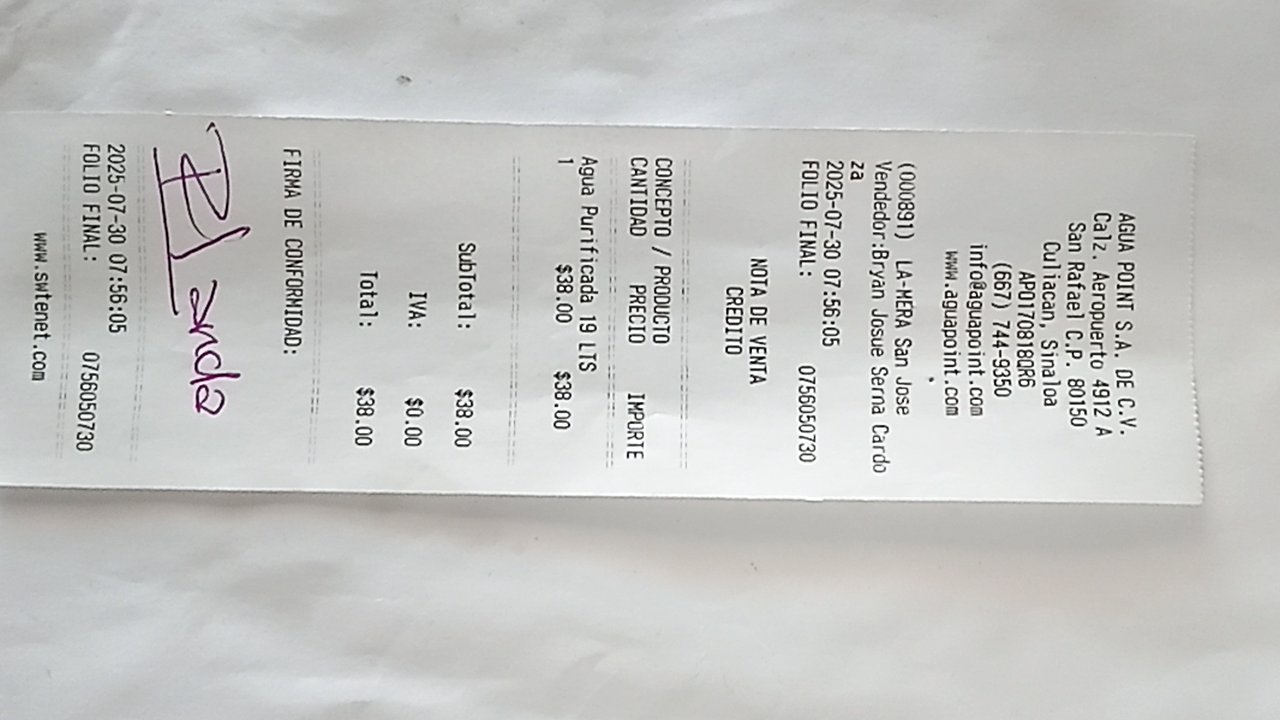 AGUA POINT S.A. DE C.V.
Calz. Aeropuerto 4912 A
San Rafael C.P. 80150
Culiacan, Sinaloa
APO170818QR6
(667) 744-9350
info@aguapoint.com
www.aguapoint.com
(000891) LA-MERA San Jose
Vendedor:Bryan Josue Serna Cardo
za
2025-07-30 07:56:05
FOLIO FINAL: 0756050730
NOTA DE VENTA
CREDITO
CONCEPTO / PRODUCTO
CANTIDAD PRECIO IMPORTE
Agua Purificada 19 LTS
1 $38.00 $38.00
SubTotal: $38.00
IVA: $0.00
Total: $38.00
FIRMA DE CONFORMIDAD:
2025-07-30 07:56:05
FOLIO FINAL: 0756050730
www.swtenet.com